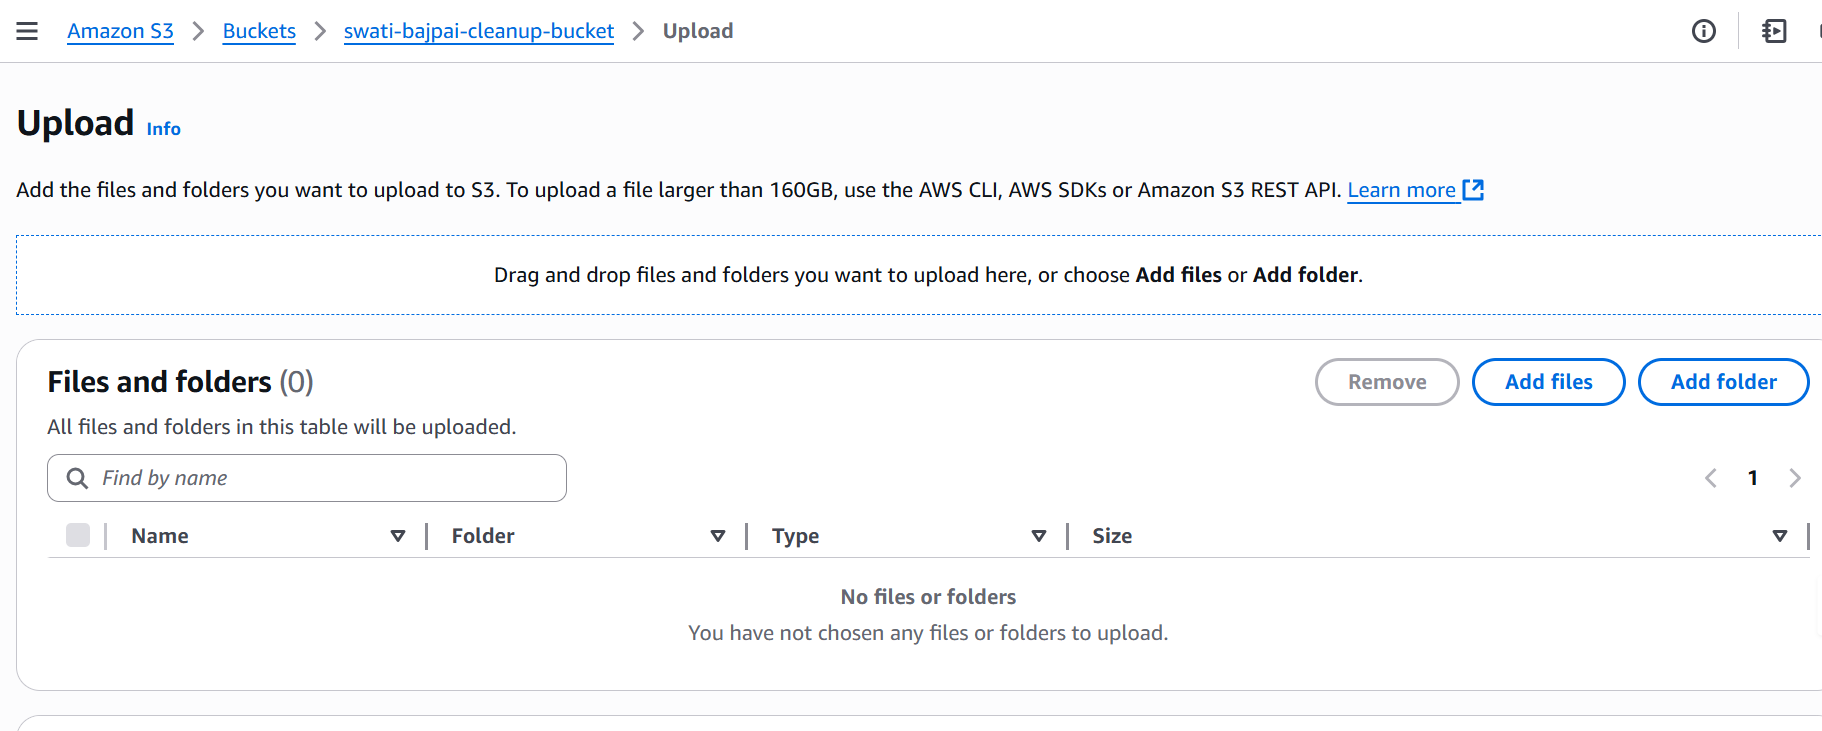 Amazon S3 > Buckets > swati-bajpai-cleanup-bucket > Upload
Upload Info
Add the files and folders you want to upload to S3. To upload a file larger than 160GB, use the AWS CLI, AWS SDKs or Amazon S3 REST API. Learn more
Drag and drop files and folders you want to upload here, or choose Add files or Add folder.
Files and folders (0)
Remove Add files Add folder
All files and folders in this table will be uploaded.
Find by name
1
Name Folder Type Size
No files or folders
You have not chosen any files or folders to upload.